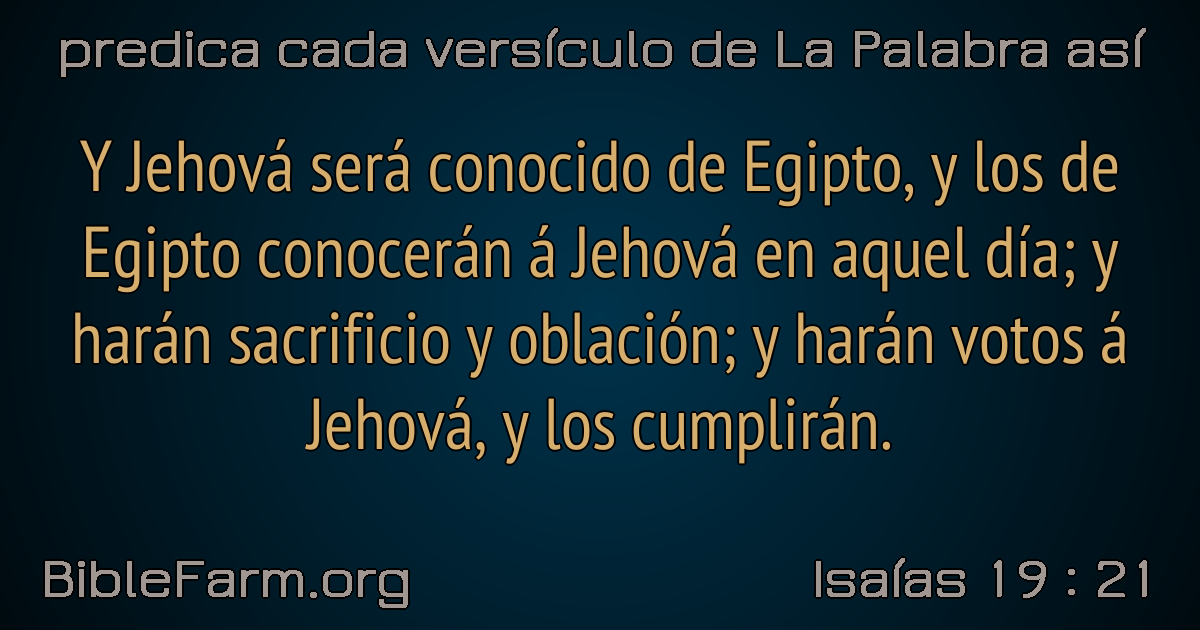 predica cada versículo de La Palabra así
Y Jehová será conocido de Egipto, y los de
Egipto conocerán á Jehová en aquel día; y
harán sacrificio y oblación; y harán votos á
Jehová, y los cumplirán.
BibleFarm.org
Isaías 19 : 21